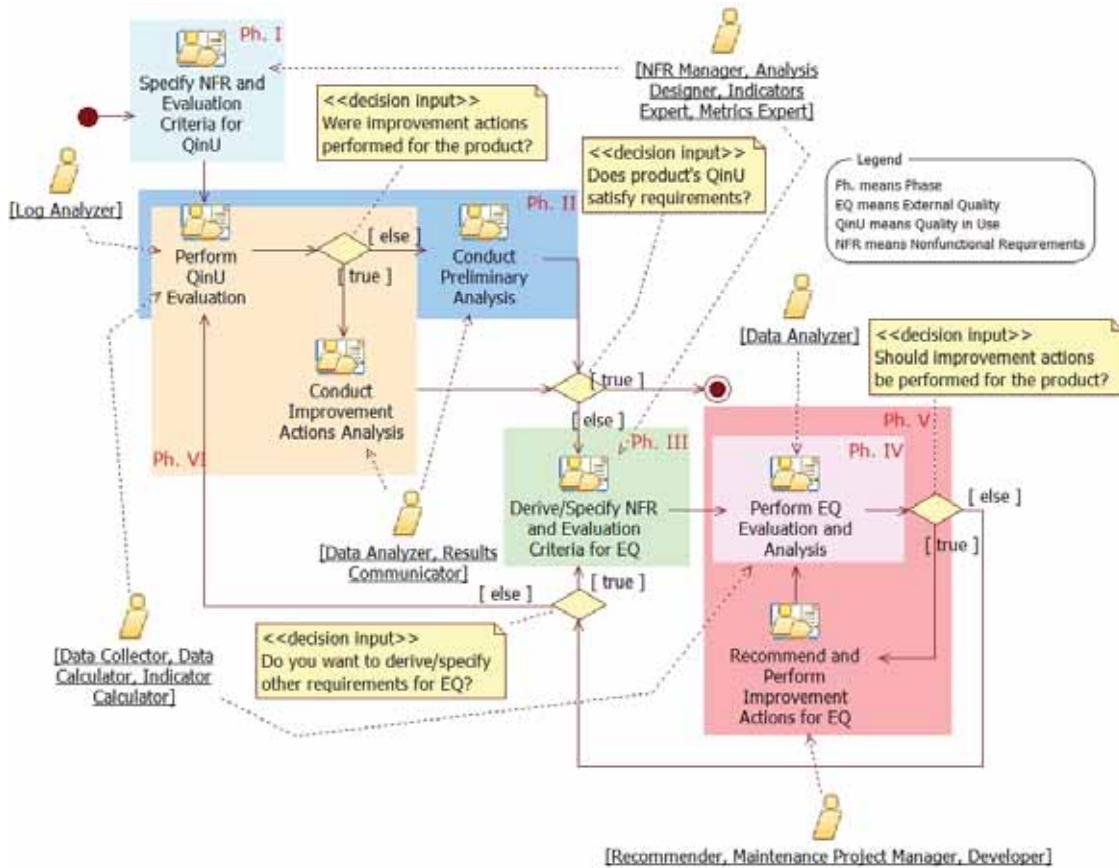 Ph. I
Specify NFR and
Evaluation
Criteria for
QinU
<<decision input>>
Were improvement actions
performed for the product?
[NFR Manager, Analysis
Designer, Indicators
Expert, Metrics Expert]
<<decision input>>
Does product's QinU
satisfy requirements?
Legend
Ph. means Phase
EQ means External Quality
QinU means Quality in Use
NFR means Nonfunctional Requirements
[Log Analyzer]
Ph. II
Perform
QinU
Evaluation
[ else ]
[ true ]
Conduct
Preliminary
Analysis
Conduct
Improvement
Actions Analysis
Ph. VI
[ true ]
[ else ]
[Data Analyzer]
<<decision input>>
Should improvement actions
be performed for the product?
Ph. III
Derive/Specify NFR
and Evaluation
Criteria for EQ
Ph. V
Ph. IV
Perform EQ
Evaluation and
Analysis
[ else ]
[ true ]
[Data Analyzer, Results
Communicator]
[ else ]
[ true ]
<<decision input>>
Do you want to derive/specify
other requirements for EQ?
[Data Collector, Data
Calculator, Indicator
Calculator]
Recommend and
Perform
Improvement
Actions for EQ
[Recommender, Maintenance Project Manager, Developer]